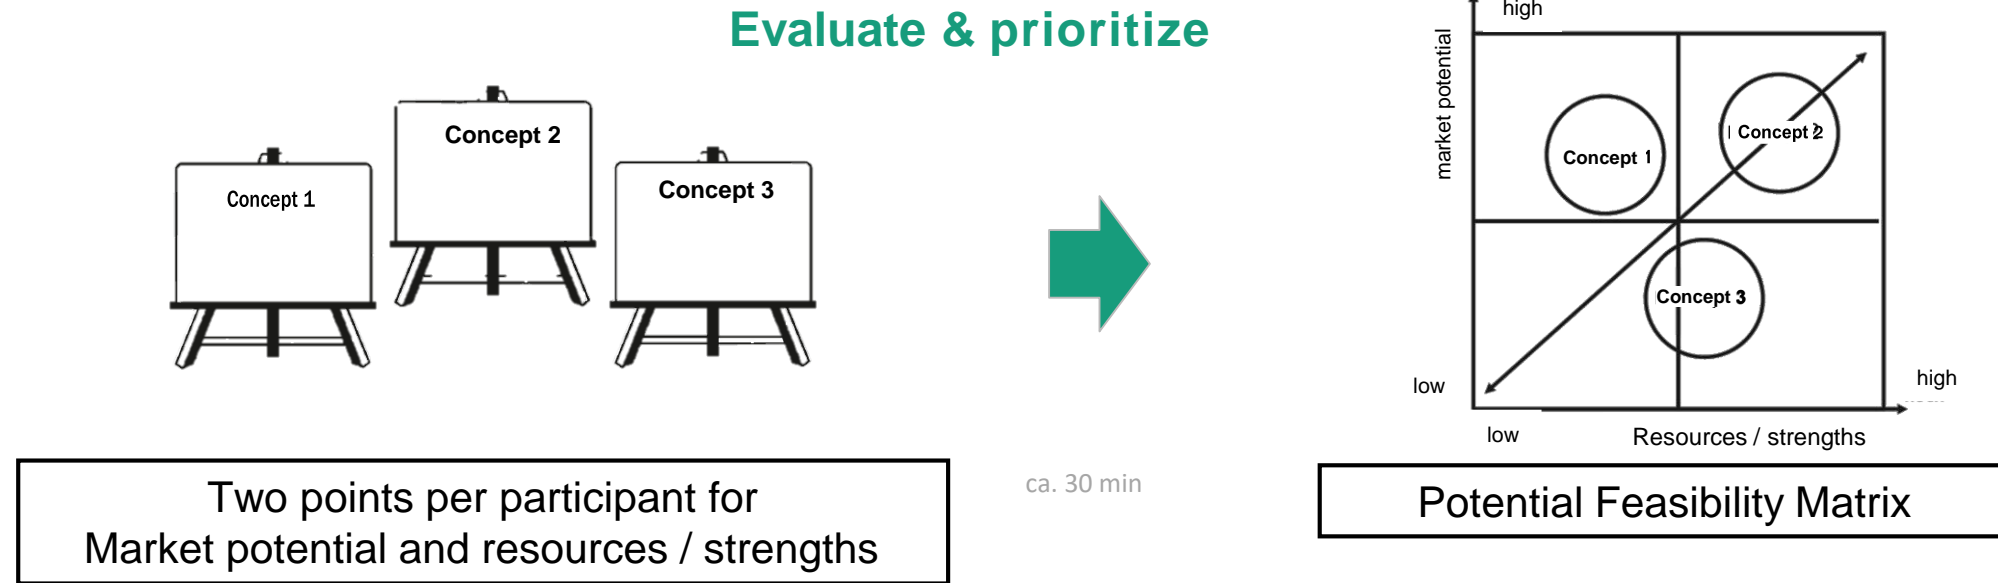 Evaluate & prioritize
Concept 1
Concept 2
Concept 3
Two points per participant for
Market potential and resources / strengths
ca. 30 min
high
market potential
Concept 1
Concept 2
Concept 3
low
high
low
Resources / strengths
Potential Feasibility Matrix